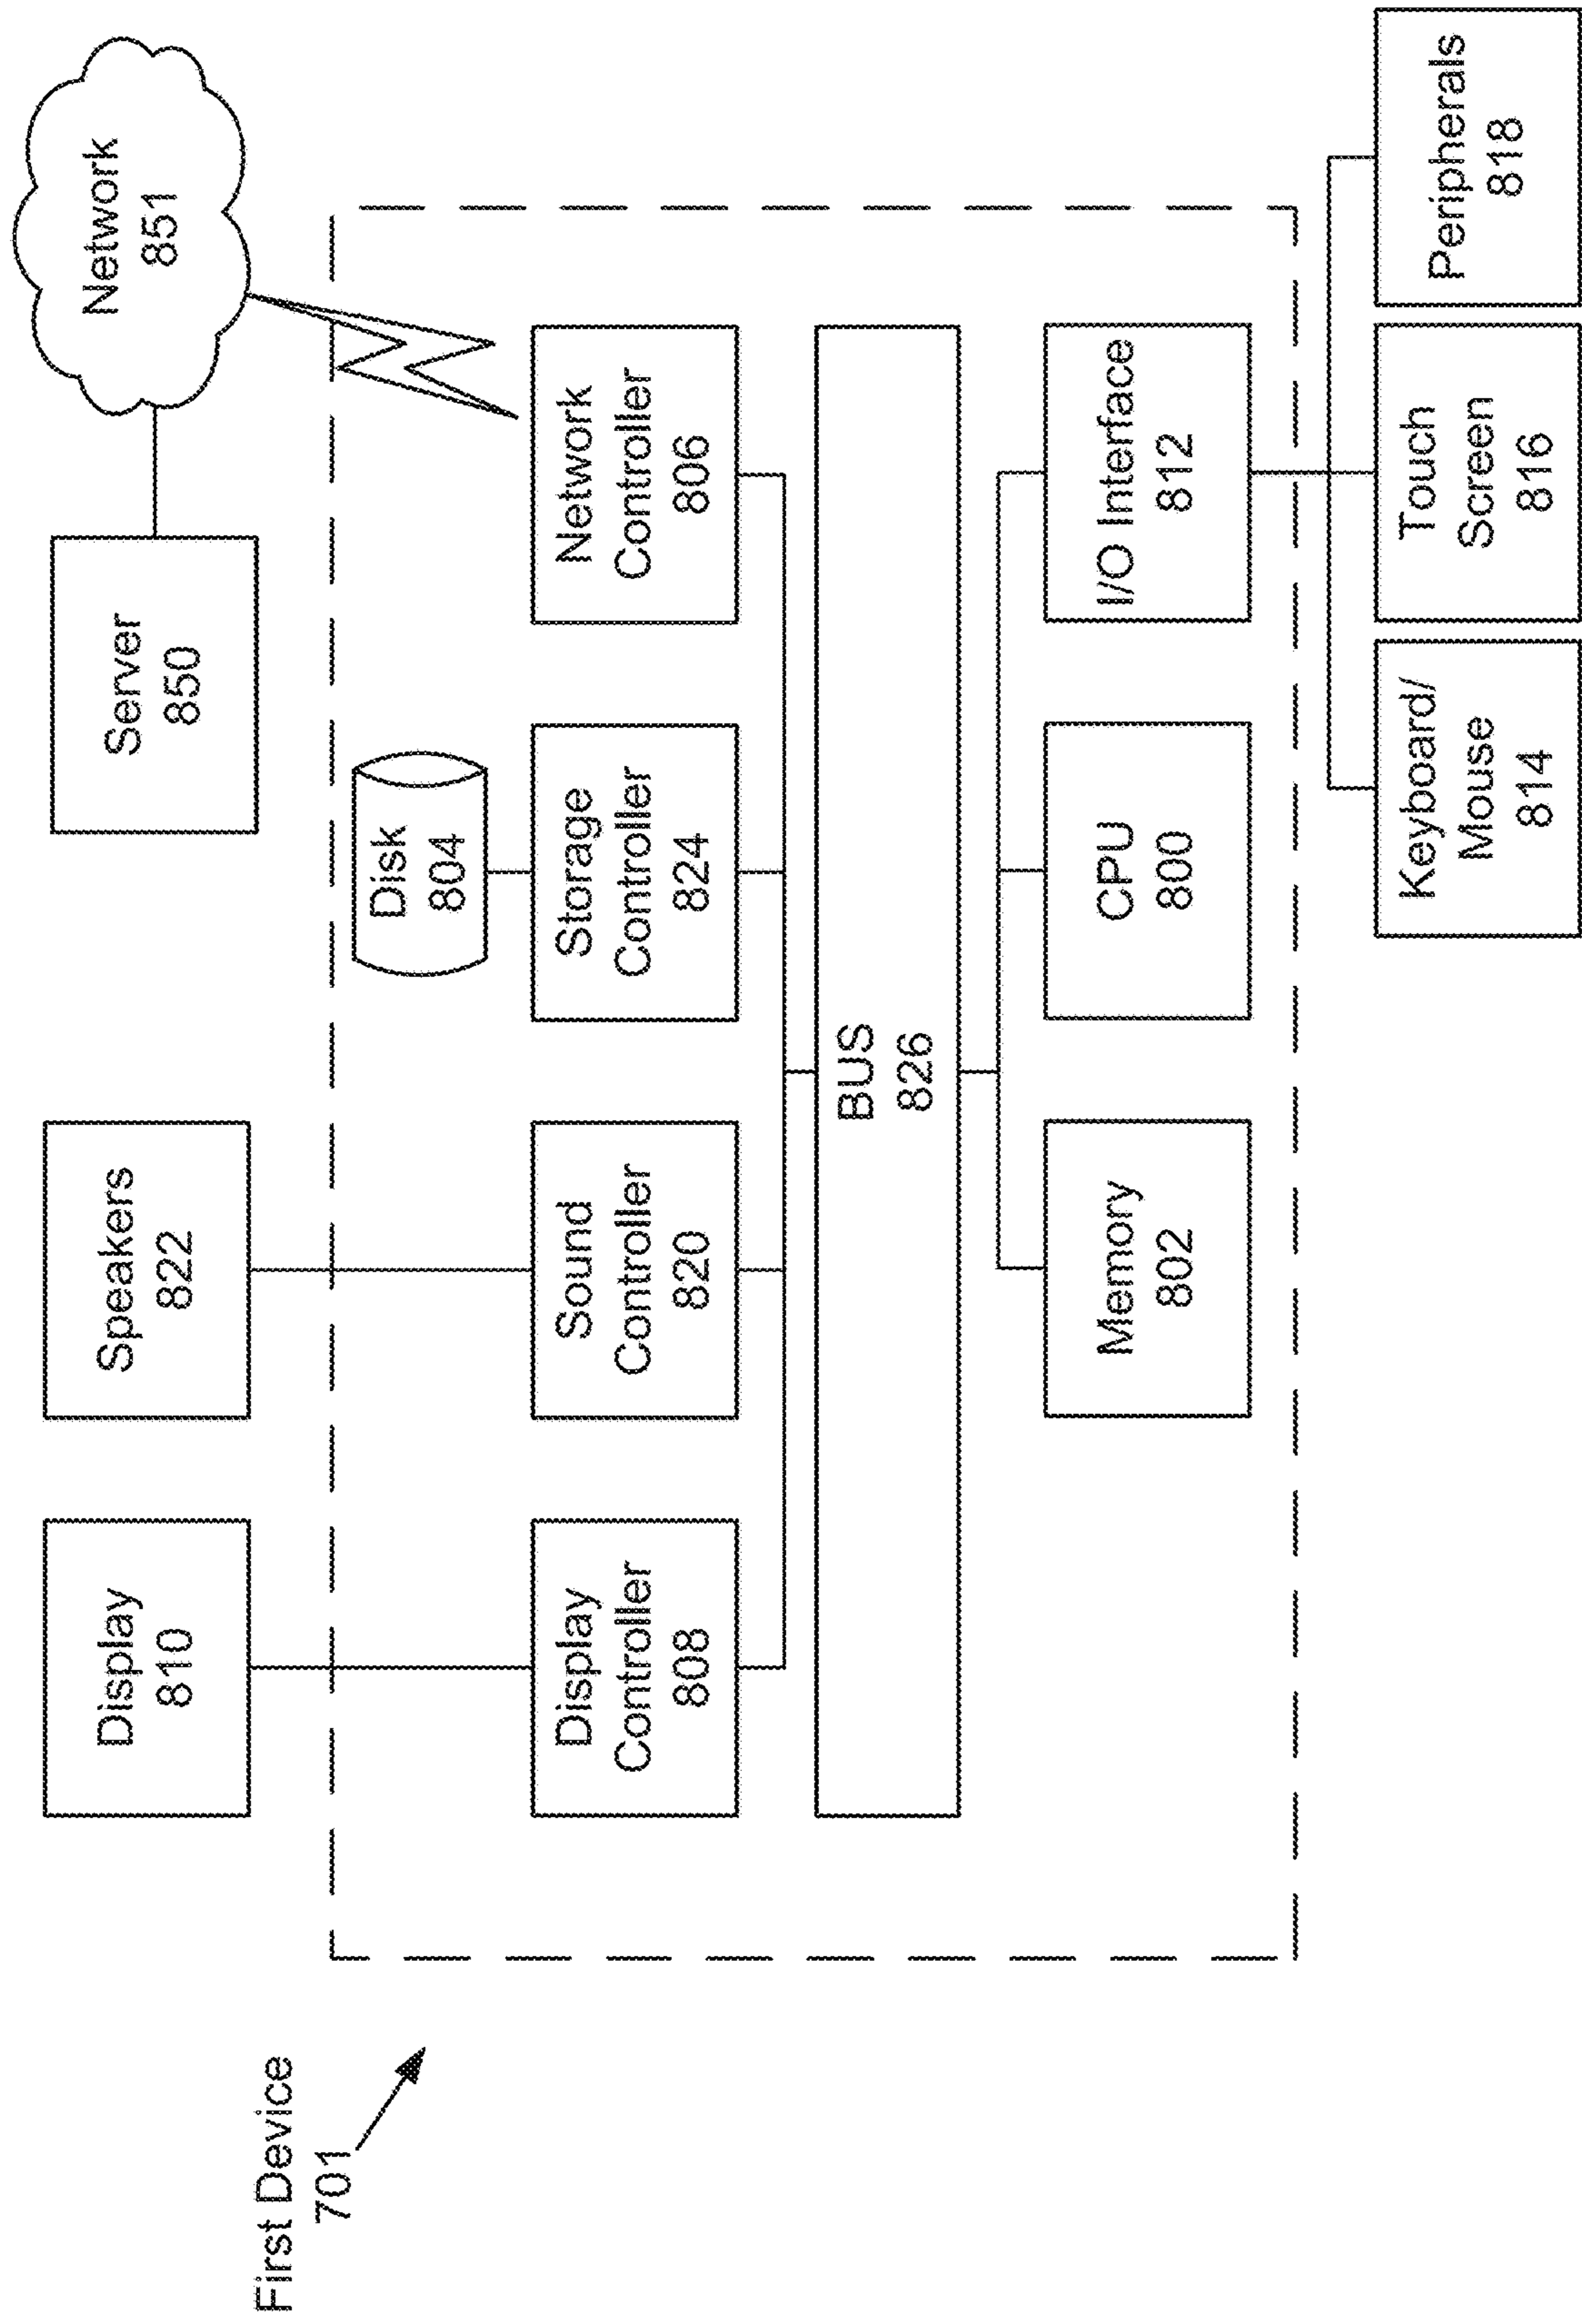 Display
810
Speakers
822
Server
850
Network
851
Disk
804
Display
Controller
808
Sound
Controller
820
Storage
Controller
824
Network
Controller
806
BUS
826
Memory
802
CPU
800
I/O Interface
812
Keyboard/
Mouse
814
Touch
Screen
816
Peripherals
818
First Device
701